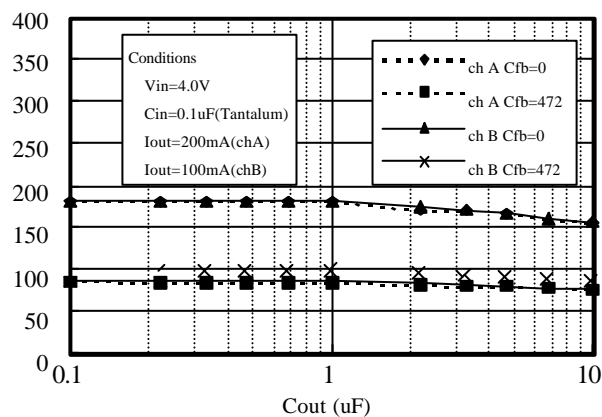 400
350
300
250
200
150
100
50
0
Conditions
Vin=4.0V
Cin=0.1uF(Tantalum)
Iout=200mA(chA)
Iout=100mA(chB)
ch A Cfb=0
ch A Cfb=472
ch B Cfb=0
ch B Cfb=472
0.1
1
10
Cout (uF)